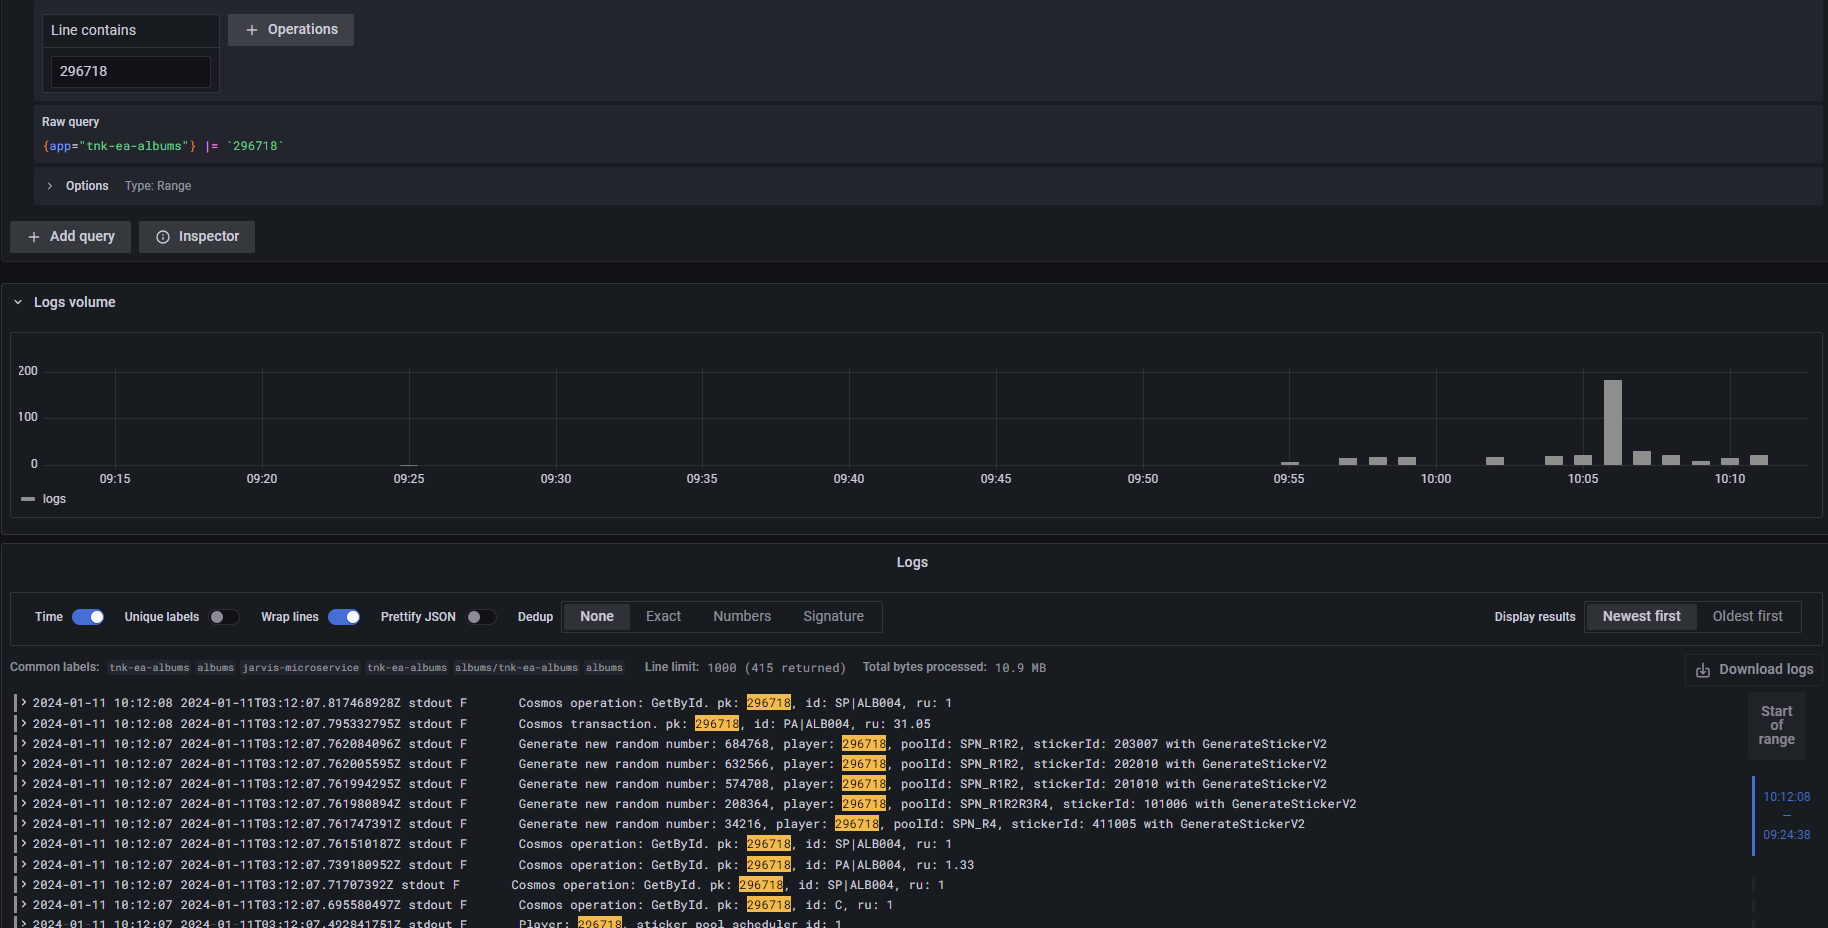 Line contains
+ Operations
296718
Raw query
{app="tnk-ea-albums"} |= `296718`
Options Type: Range
+ Add query
Inspector
Logs volume
200
100
0
09:15 09:20 09:25 09:30 09:35 09:40 09:45 09:50 09:55 10:00 10:05 10:10
logs
Logs
Time Unique labels Wrap lines Prettify JSON Dedup None Exact Numbers Signature Display results Newest first Oldest first
Common labels: tnk-ea-albums albums jarvis-microservice tnk-ea-albums albums/tnk-ea-albums albums Line limit: 1000 (415 returned) Total bytes processed: 10.9 MB
Download logs
2024-01-11 10:12:08 2024-01-11T03:12:07.817468928Z stdout F Cosmos operation: GetById. pk: 296718, id: SP|ALB004, ru: 1
2024-01-11 10:12:08 2024-01-11T03:12:07.795332795Z stdout F Cosmos transaction. pk: 296718, id: PA|ALB004, ru: 31.05
2024-01-11 10:12:07 2024-01-11T03:12:07.762084096Z stdout F Generate new random number: 684768, player: 296718, poolId: SPN_R1R2, stickerId: 203007 with GenerateStickerV2
2024-01-11 10:12:07 2024-01-11T03:12:07.762005595Z stdout F Generate new random number: 632566, player: 296718, poolId: SPN_R1R2, stickerId: 202010 with GenerateStickerV2
2024-01-11 10:12:07 2024-01-11T03:12:07.761994295Z stdout F Generate new random number: 574708, player: 296718, poolId: SPN_R1R2, stickerId: 201010 with GenerateStickerV2
2024-01-11 10:12:07 2024-01-11T03:12:07.761980894Z stdout F Generate new random number: 208364, player: 296718, poolId: SPN_R1R2R3R4, stickerId: 101006 with GenerateStickerV2
2024-01-11 10:12:07 2024-01-11T03:12:07.761747391Z stdout F Generate new random number: 34216, player: 296718, poolId: SPN_R4, stickerId: 411005 with GenerateStickerV2
2024-01-11 10:12:07 2024-01-11T03:12:07.761510187Z stdout F Cosmos operation: GetById. pk: 296718, id: SP|ALB004, ru: 1
2024-01-11 10:12:07 2024-01-11T03:12:07.739180952Z stdout F Cosmos operation: GetById. pk: 296718, id: PA|ALB004, ru: 1.33
2024-01-11 10:12:07 2024-01-11T03:12:07.71707392Z stdout F Cosmos operation: GetById. pk: 296718, id: SP|ALB004, ru: 1
2024-01-11 10:12:07 2024-01-11T03:12:07.695580497Z stdout F Cosmos operation: GetById. pk: 296718, id: C, ru: 1
2024-01-11 10:12:07 2024-01-11T03:12:07.492841751Z stdout F Player: 296718, sticker pool scheduler id: 1
Start
of
range
10:12:08
—
09:24:38